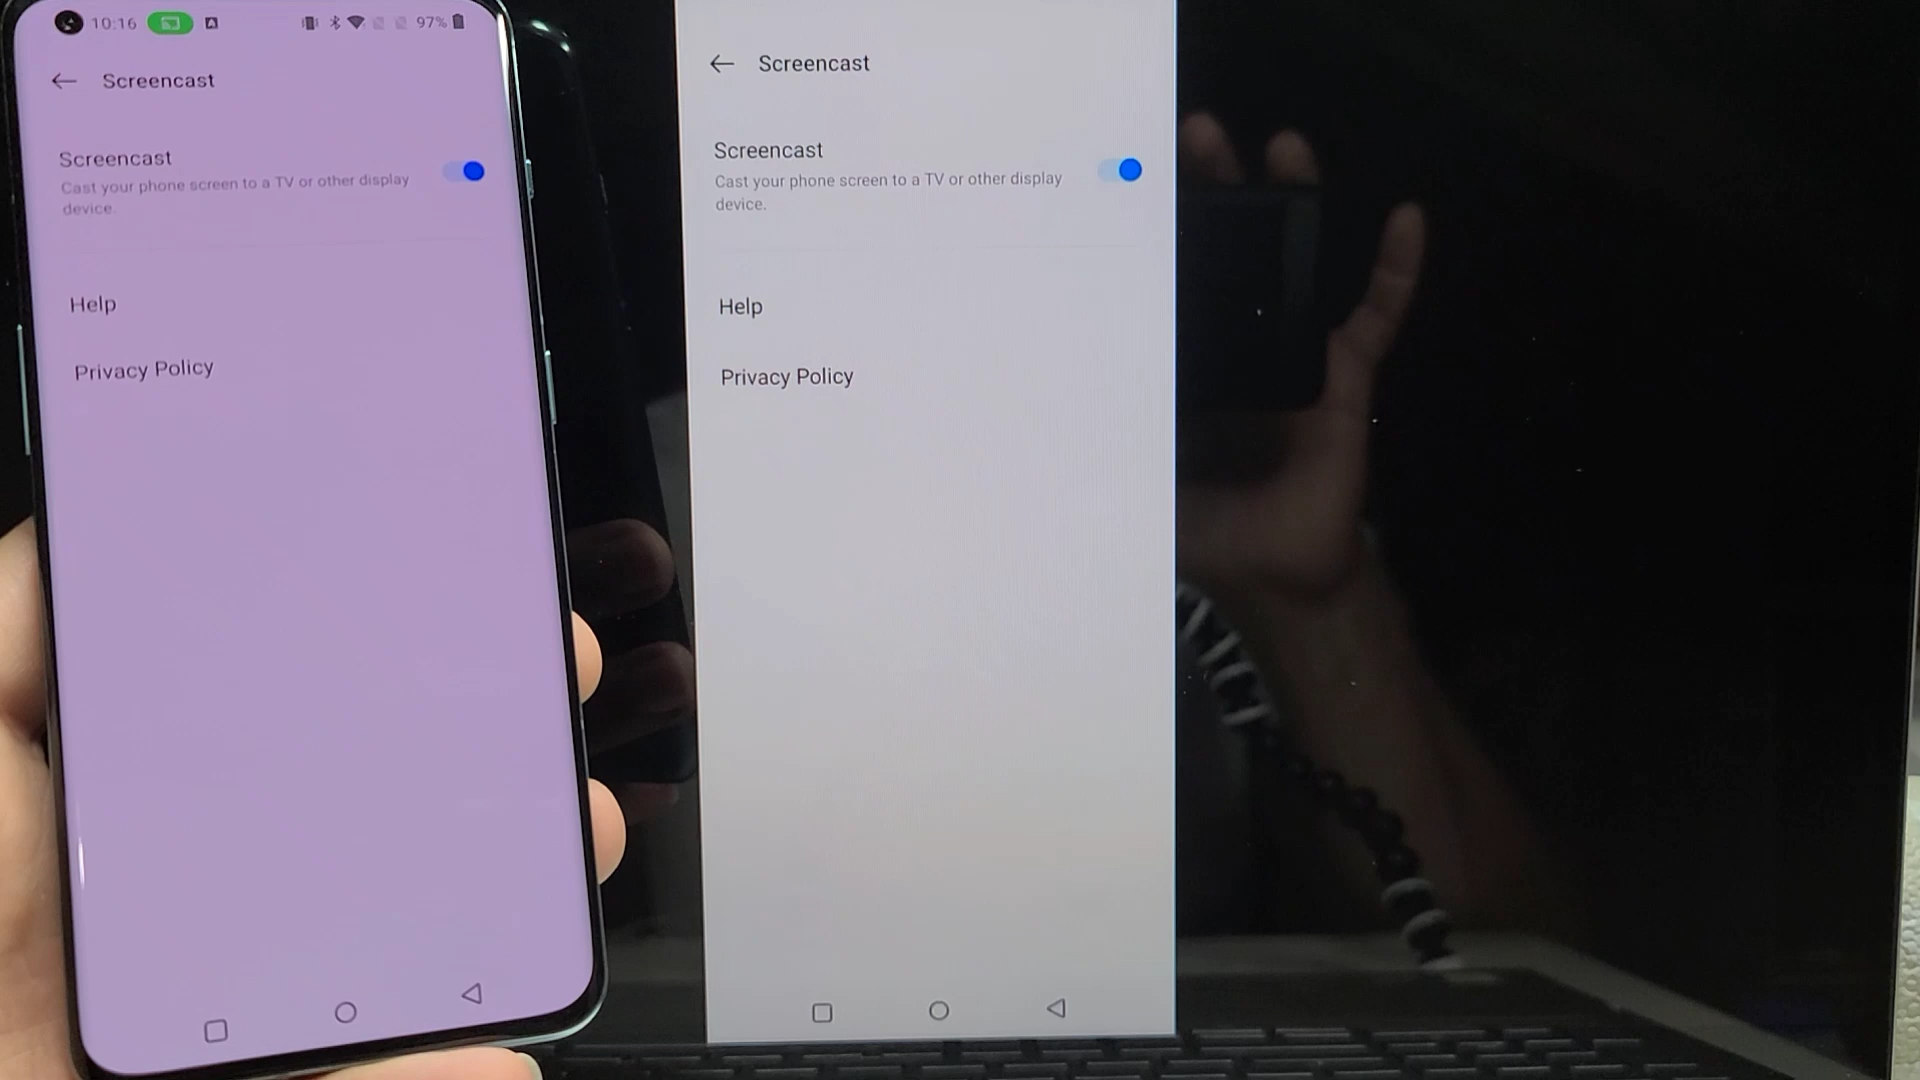 10:16
97%
Screencast
Screencast
Cast your phone screen to a TV or other display
device.
Help
Privacy Policy
Screencast
Screencast
Cast your phone screen to a TV or other display
device.
Help
Privacy Policy